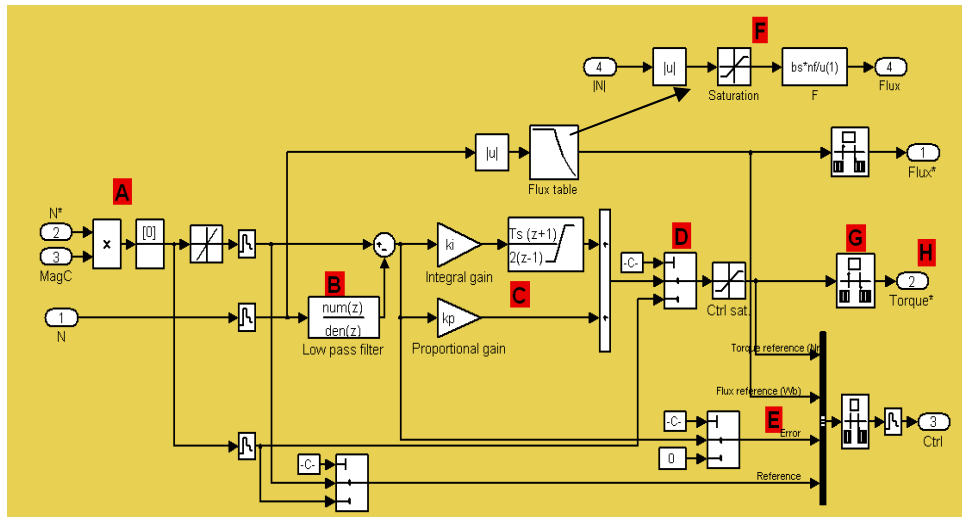 F
4
|N|
|u|
Saturation
bs*nf/u(1)
F
4
Flux
|u|
Flux table
1
Flux*
A
N*
2
3
MagC
x
[0]
ki
Integral gain
Ts (z+1)
2(z-1)
D
-C-
Ctrl sat.
G
H
2
Torque*
B
C
1
N
num(z)
den(z)
Low pass filter
kp
Proportional gain
Torque reference (Nr
Flux reference (Wb)
E
-C-
Error
0
3
Ctrl
-C-
Reference